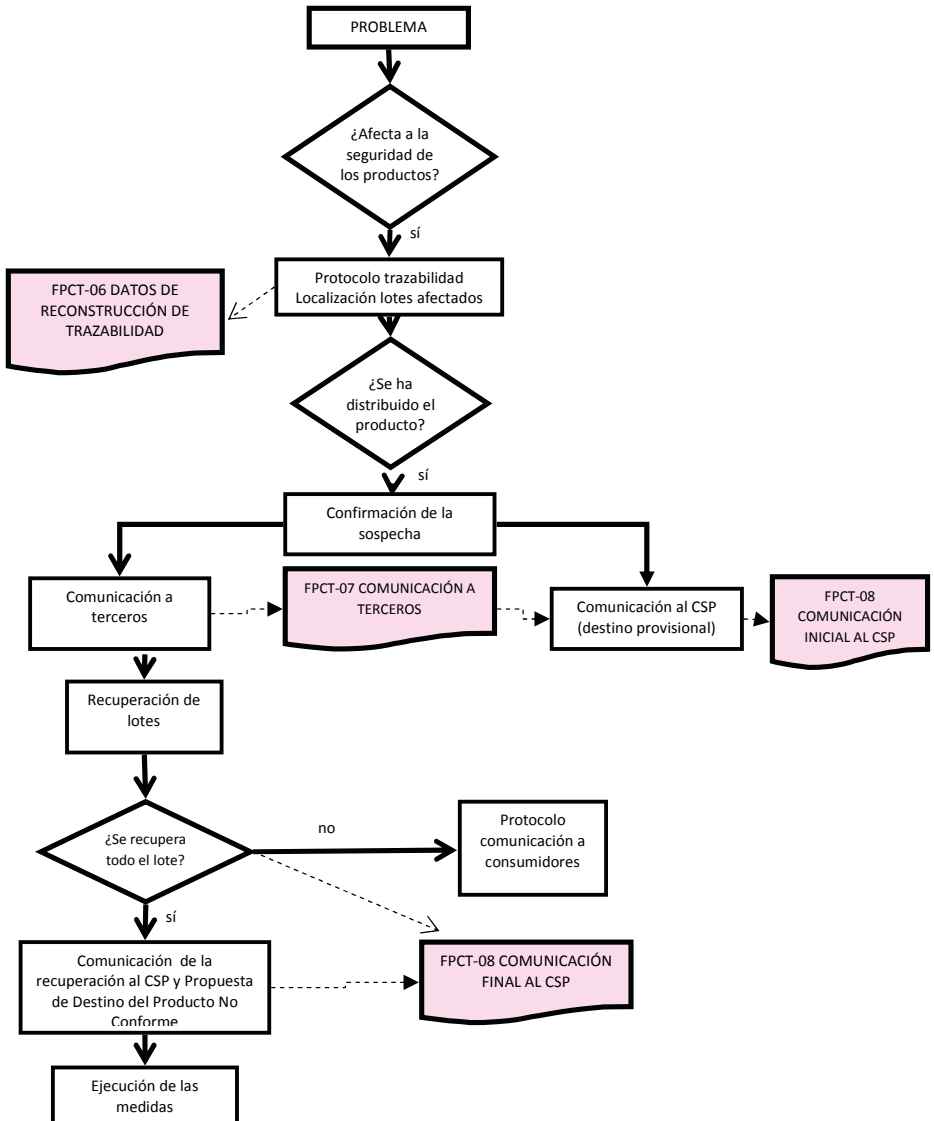 PROBLEMA
¿Afecta a la
seguridad de
los productos?
sí
Protocolo trazabilidad
Localización lotes afectados
FPCT-06 DATOS DE
RECONSTRUCCIÓN DE
TRAZABILIDAD
¿Se ha
distribuido el
producto?
sí
Confirmación de la
sospecha
Comunicación a
terceros
FPCT-07 COMUNICACIÓN A
TERCEROS
Comunicación al CSP
(destino provisional)
FPCT-08
COMUNICACIÓN
INICIAL AL CSP
Recuperación de
lotes
¿Se recupera
todo el lote?
no
Protocolo
comunicación a
consumidores
sí
Comunicación de la
recuperación al CSP y Propuesta
de Destino del Producto No
Conforme
FPCT-08 COMUNICACIÓN
FINAL AL CSP
Ejecución de las
medidas